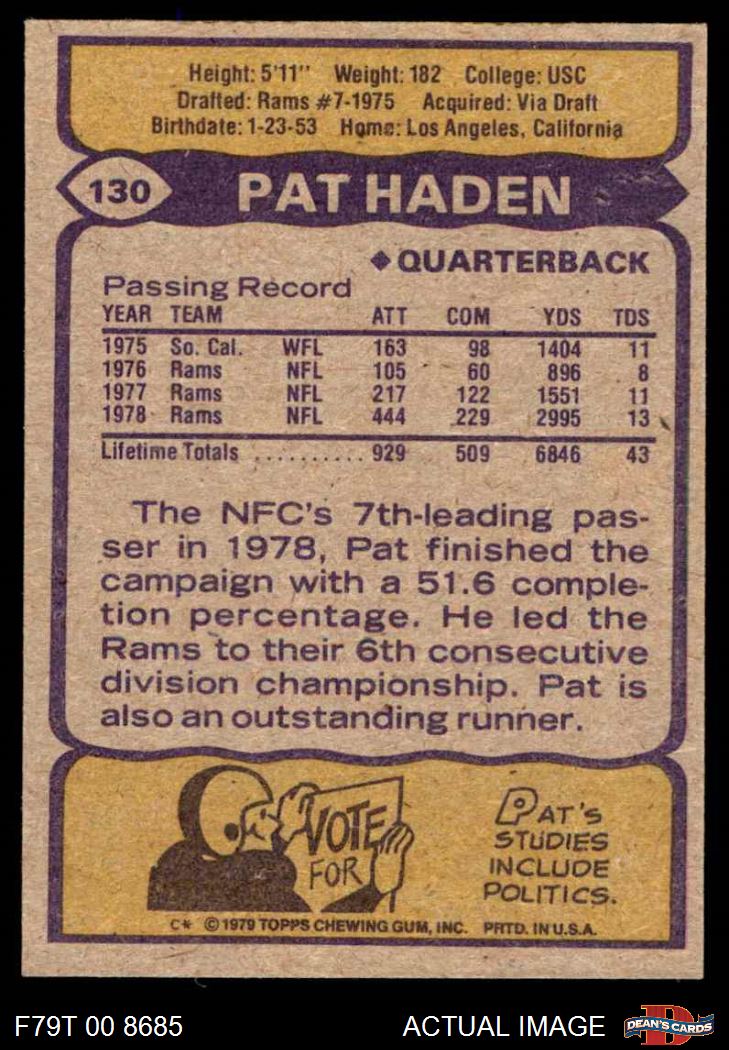 Height: 5'11" Weight: 182 College: USC
Drafted: Rams #7-1975 Acquired: Via Draft
Birthdate: 1-23-53 Home: Los Angeles, California
130 PAT HADEN
◆ QUARTERBACK
Passing Record
YEAR TEAM ATT COM YDS TDS
1975 So. Cal. WFL 163 98 1404 11
1976 Rams NFL 105 60 896 8
1977 Rams NFL 217 122 1551 11
1978 Rams NFL 444 229 2995 13
Lifetime Totals .......... 929 509 6846 43
The NFC's 7th-leading pas-
ser in 1978, Pat finished the
campaign with a 51.6 comple-
tion percentage. He led the
Rams to their 6th consecutive
division championship. Pat is
also an outstanding runner.
VOTE
FOR
PAT'S
STUDIES
INCLUDE
POLITICS.
C* © 1979 TOPPS CHEWING GUM, INC. PRTD. IN U.S.A.
F79T 00 8685 ACTUAL IMAGE
D
DEAN'S CARDS